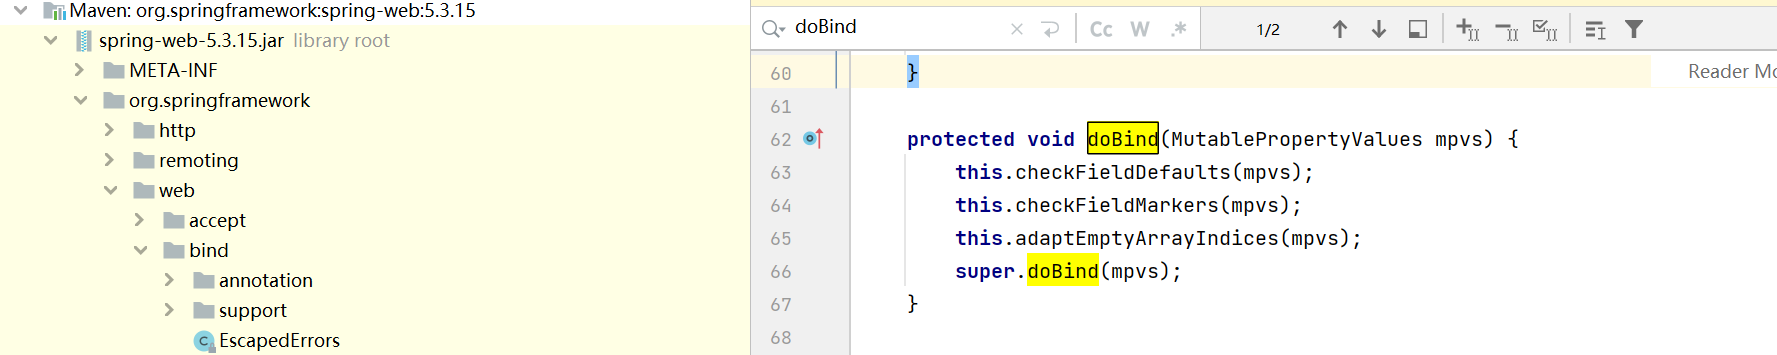 Maven: org.springframework:spring-web:5.3.15
spring-web-5.3.15.jar library root
META-INF
org.springframework
http
remoting
web
accept
bind
annotation
support
EscapedErrors
doBind
Cc W .*
1/2
60 }
Reader Mo
61
62 protected void doBind(MutablePropertyValues mpvs) {
63 this.checkFieldDefaults(mpvs);
64 this.checkFieldMarkers(mpvs);
65 this.adaptEmptyArrayIndices(mpvs);
66 super.doBind(mpvs);
67 }
68